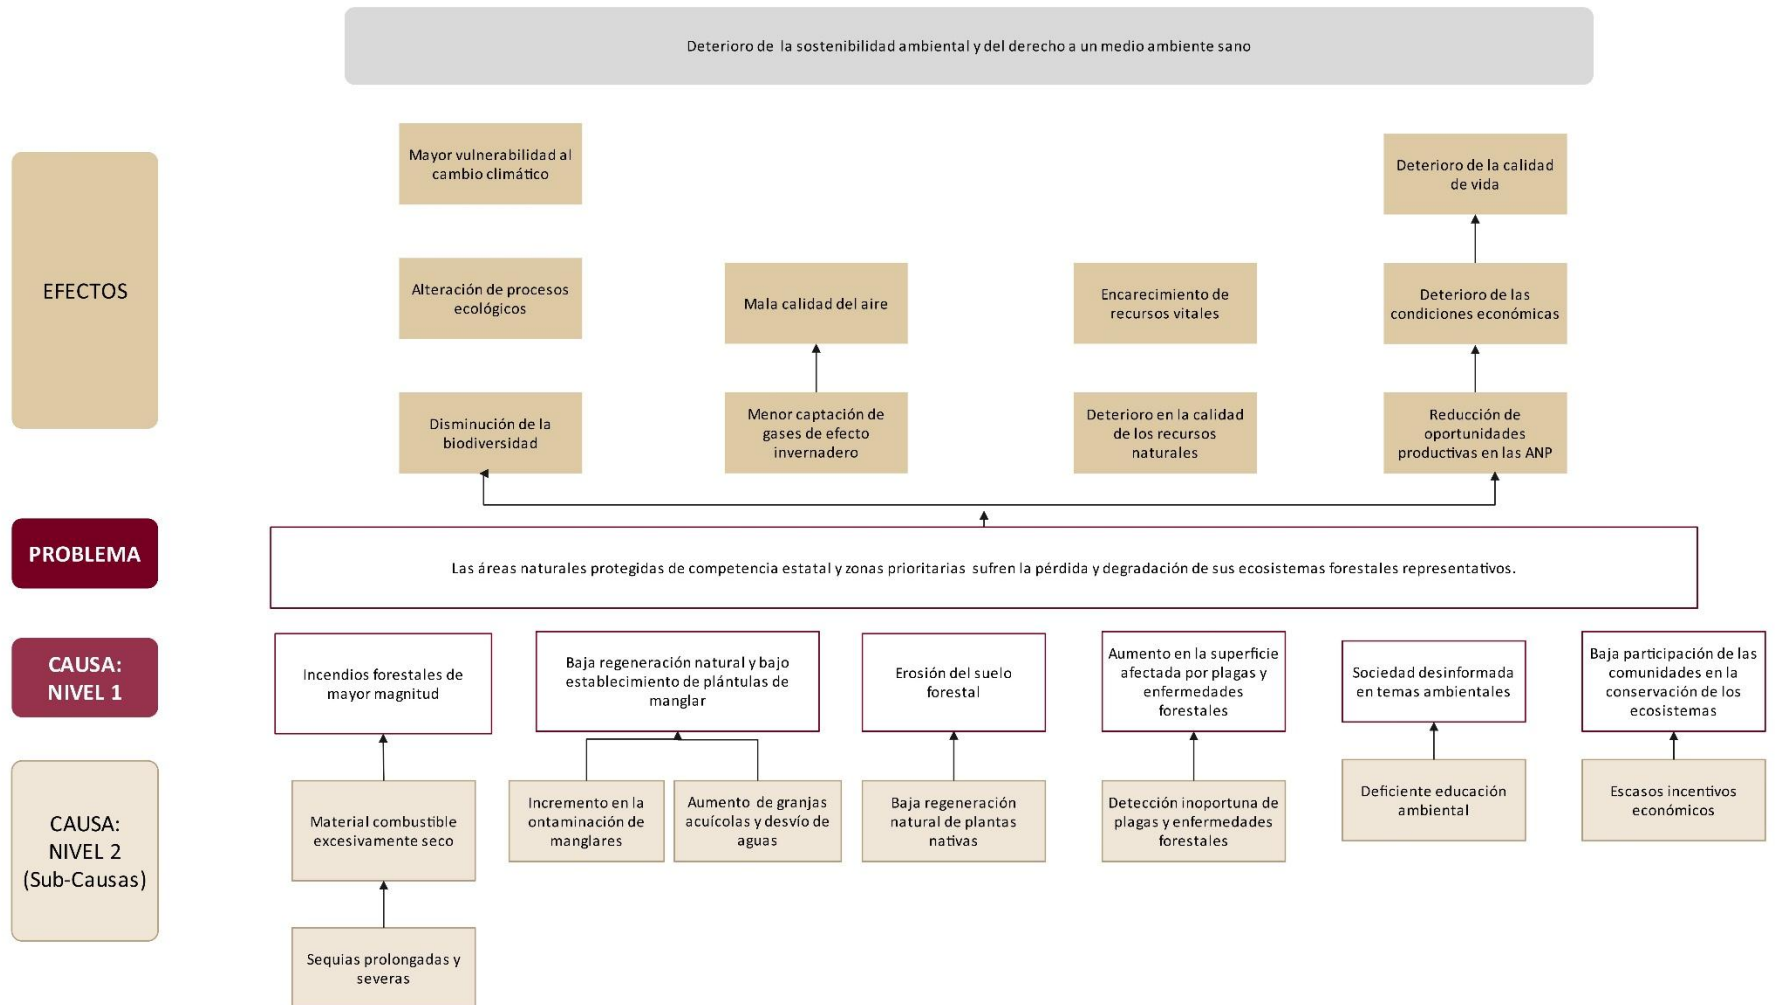 Deterioro de la sostenibilidad ambiental y del derecho a un medio ambiente sano
EFECTOS
Mayor vulnerabilidad al
cambio climático
Deterioro de la calidad
de vida
Alteración de procesos
ecológicos
Mala calidad del aire
Encarecimiento de
recursos vitales
Deterioro de las
condiciones económicas
Disminución de la
biodiversidad
Menor captación de
gases de efecto
invernadero
Deterioro en la calidad
de los recursos
naturales
Reducción de
oportunidades
productivas en las ANP
PROBLEMA
Las áreas naturales protegidas de competencia estatal y zonas prioritarias sufren la pérdida y degradación de sus ecosistemas forestales representativos.
CAUSA:
NIVEL 1
Incendios forestales de
mayor magnitud
Baja regeneración natural y bajo
establecimiento de plántulas de
manglar
Erosión del suelo
forestal
Aumento en la superficie
afectada por plagas y
enfermedades
forestales
Sociedad desinformada
en temas ambientales
Baja participación de las
comunidades en la
conservación de los
ecosistemas
CAUSA:
NIVEL 2
(Sub-Causas)
Material combustible
excesivamente seco
Incremento en la
ontaminación de
manglares
Aumento de granjas
acuícolas y desvío de
aguas
Baja regeneración
natural de plantas
nativas
Detección inoportuna de
plagas y enfermedades
forestales
Deficiente educación
ambiental
Escasos incentivos
económicos
Sequias prolongadas y
severas